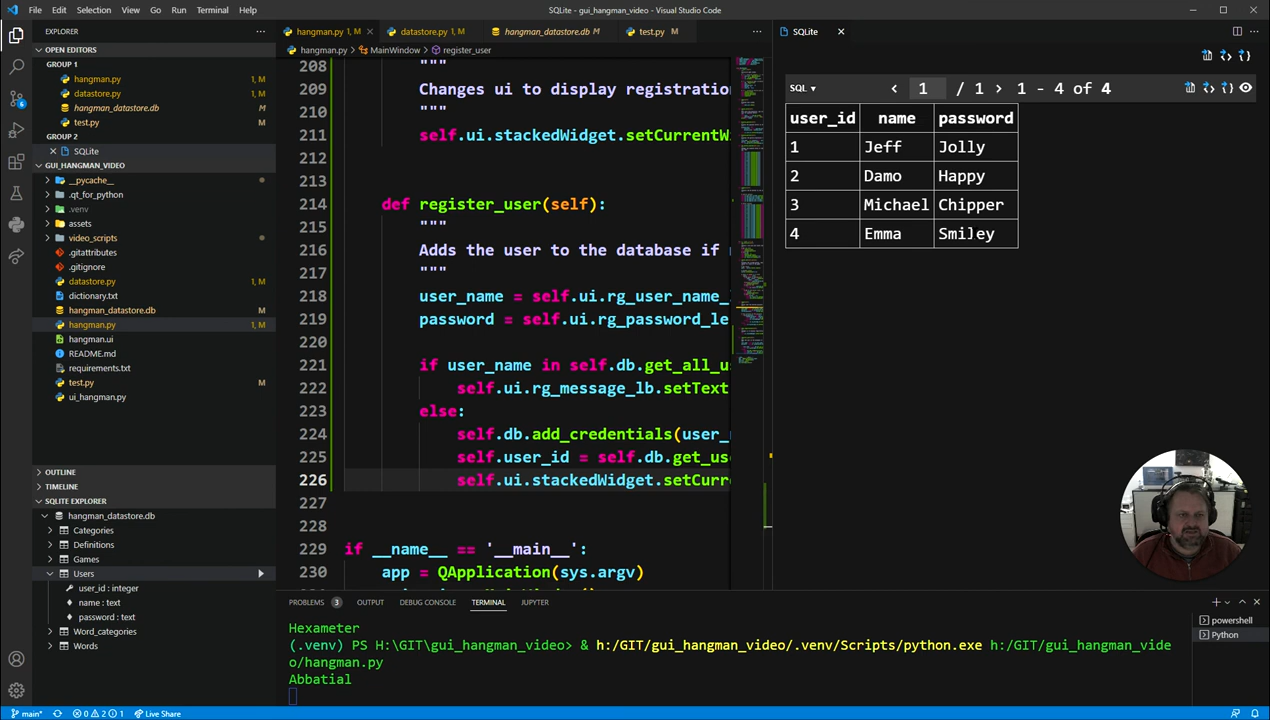 File Edit Selection View Go Run Terminal Help
SQLite - gui_hangman_video - Visual Studio Code
EXPLORER
OPEN EDITORS
GROUP 1
hangman.py 1, M
datastore.py 1, M
hangman_datastore.db M
test.py M
GROUP 2
SQLite
GUI_HANGMAN_VIDEO
__pycache__
.qt_for_python
.venv
assets
video_scripts
.gitattributes
.gitignore
datastore.py 1, M
dictionary.txt
hangman_datastore.db M
hangman.py 1, M
hangman.ui
README.md
requirements.txt
test.py M
ui_hangman.py
OUTLINE
TIMELINE
SQLITE EXPLORER
hangman_datastore.db
Categories
Definitions
Games
Users
user_id : integer
name : text
password : text
Word_categories
Words
hangman.py 1, M
datastore.py 1, M
hangman_datastore.db M
test.py M
hangman.py > MainWindow > register_user
208 """
209 Changes ui to display registratio
210 """
211 self.ui.stackedWidget.setCurrentW
212
213
214 def register_user(self):
215 """
216 Adds the user to the database if
217 """
218 user_name = self.ui.rg_user_name_
219 password = self.ui.rg_password_le
220
221 if user_name in self.db.get_all_u
222 self.ui.rg_message_lb.setText
223 else:
224 self.db.add_credentials(user_
225 self.user_id = self.db.get_us
226 self.ui.stackedWidget.setCurr
227
228
229 if __name__ == '__main__':
230 app = QApplication(sys.argv)
SQLite
SQL
1 / 1 1 - 4 of 4
user_id name password
1 Jeff Jolly
2 Damo Happy
3 Michael Chipper
4 Emma Smiley
PROBLEMS 3 OUTPUT DEBUG CONSOLE TERMINAL JUPYTER
Hexameter
(.venv) PS H:\GIT\gui_hangman_video> & h:/GIT/gui_hangman_video/.venv/Scripts/python.exe h:/GIT/gui_hangman_vide
o/hangman.py
Abbatial
powershell
Python
main* 0 2 1 Live Share